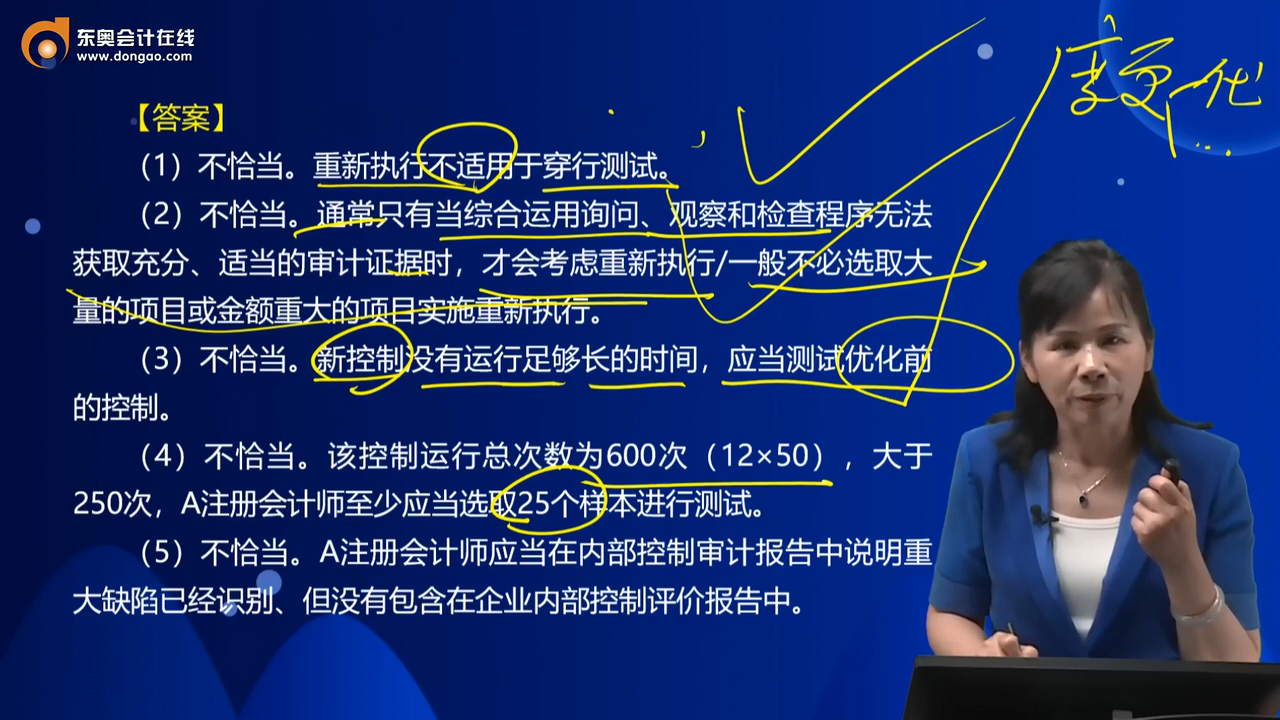 东奥会计在线
www.dongao.com
【答案】
（1）不恰当。重新执行不适用于穿行测试。
（2）不恰当。通常只有当综合运用询问、观察和检查程序无法
获取充分、适当的审计证据时，才会考虑重新执行/一般不必选取大
量的项目或金额重大的项目实施重新执行。
（3）不恰当。新控制没有运行足够长的时间，应当测试优化前
的控制。
（4）不恰当。该控制运行总次数为600次（12×50），大于
250次，A注册会计师至少应当选取25个样本进行测试。
（5）不恰当。A注册会计师应当在内部控制审计报告中说明重
大缺陷已经识别、但没有包含在企业内部控制评价报告中。